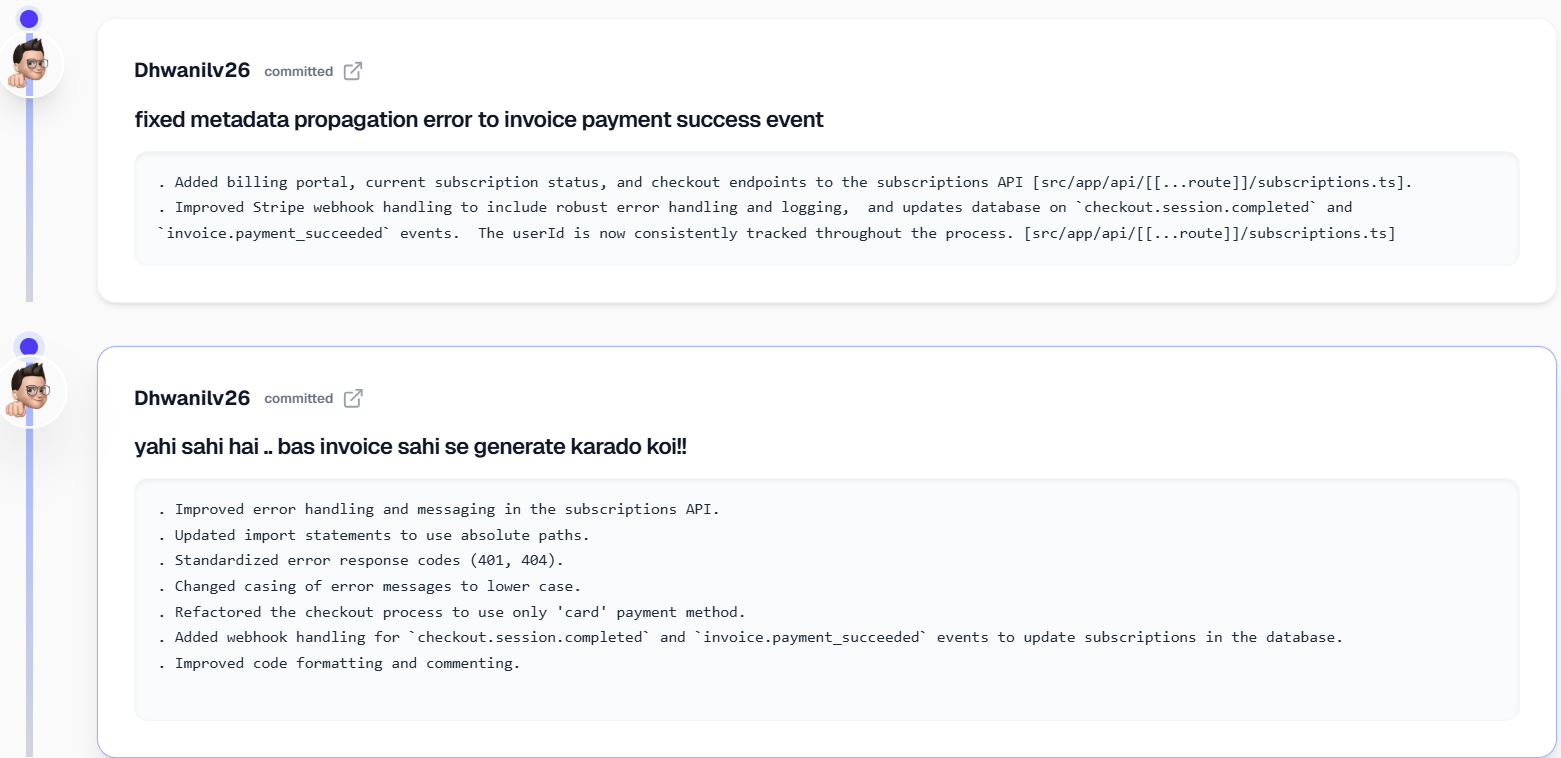 Dhwanilv26 committed
fixed metadata propagation error to invoice payment success event
. Added billing portal, current subscription status, and checkout endpoints to the subscriptions API [src/app/api/[[...route]]/subscriptions.ts].
. Improved Stripe webhook handling to include robust error handling and logging,  and updates database on `checkout.session.completed` and
`invoice.payment_succeeded` events.  The userId is now consistently tracked throughout the process. [src/app/api/[[...route]]/subscriptions.ts]
Dhwanilv26 committed
yahi sahi hai .. bas invoice sahi se generate karado koi!!
. Improved error handling and messaging in the subscriptions API.
. Updated import statements to use absolute paths.
. Standardized error response codes (401, 404).
. Changed casing of error messages to lower case.
. Refactored the checkout process to use only 'card' payment method.
. Added webhook handling for `checkout.session.completed` and `invoice.payment_succeeded` events to update subscriptions in the database.
. Improved code formatting and commenting.